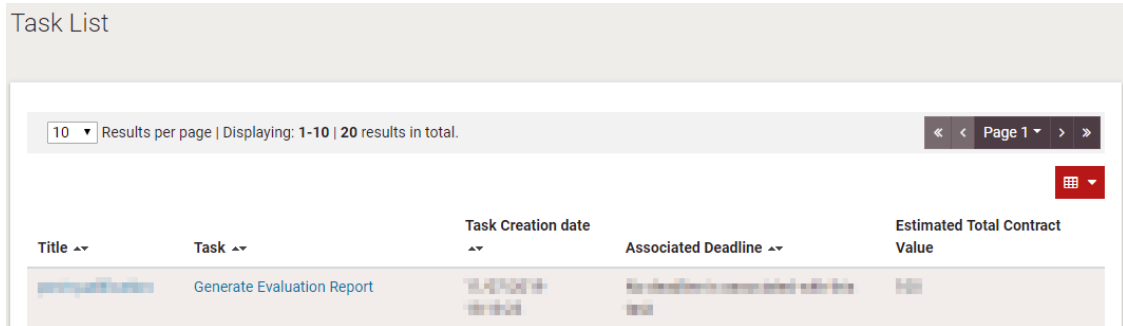 Task List
10 Results per page | Displaying: 1-10 | 20 results in total.
« < Page 1 > »
Title Task Task Creation date Associated Deadline Estimated Total Contract Value
Generate Evaluation Report